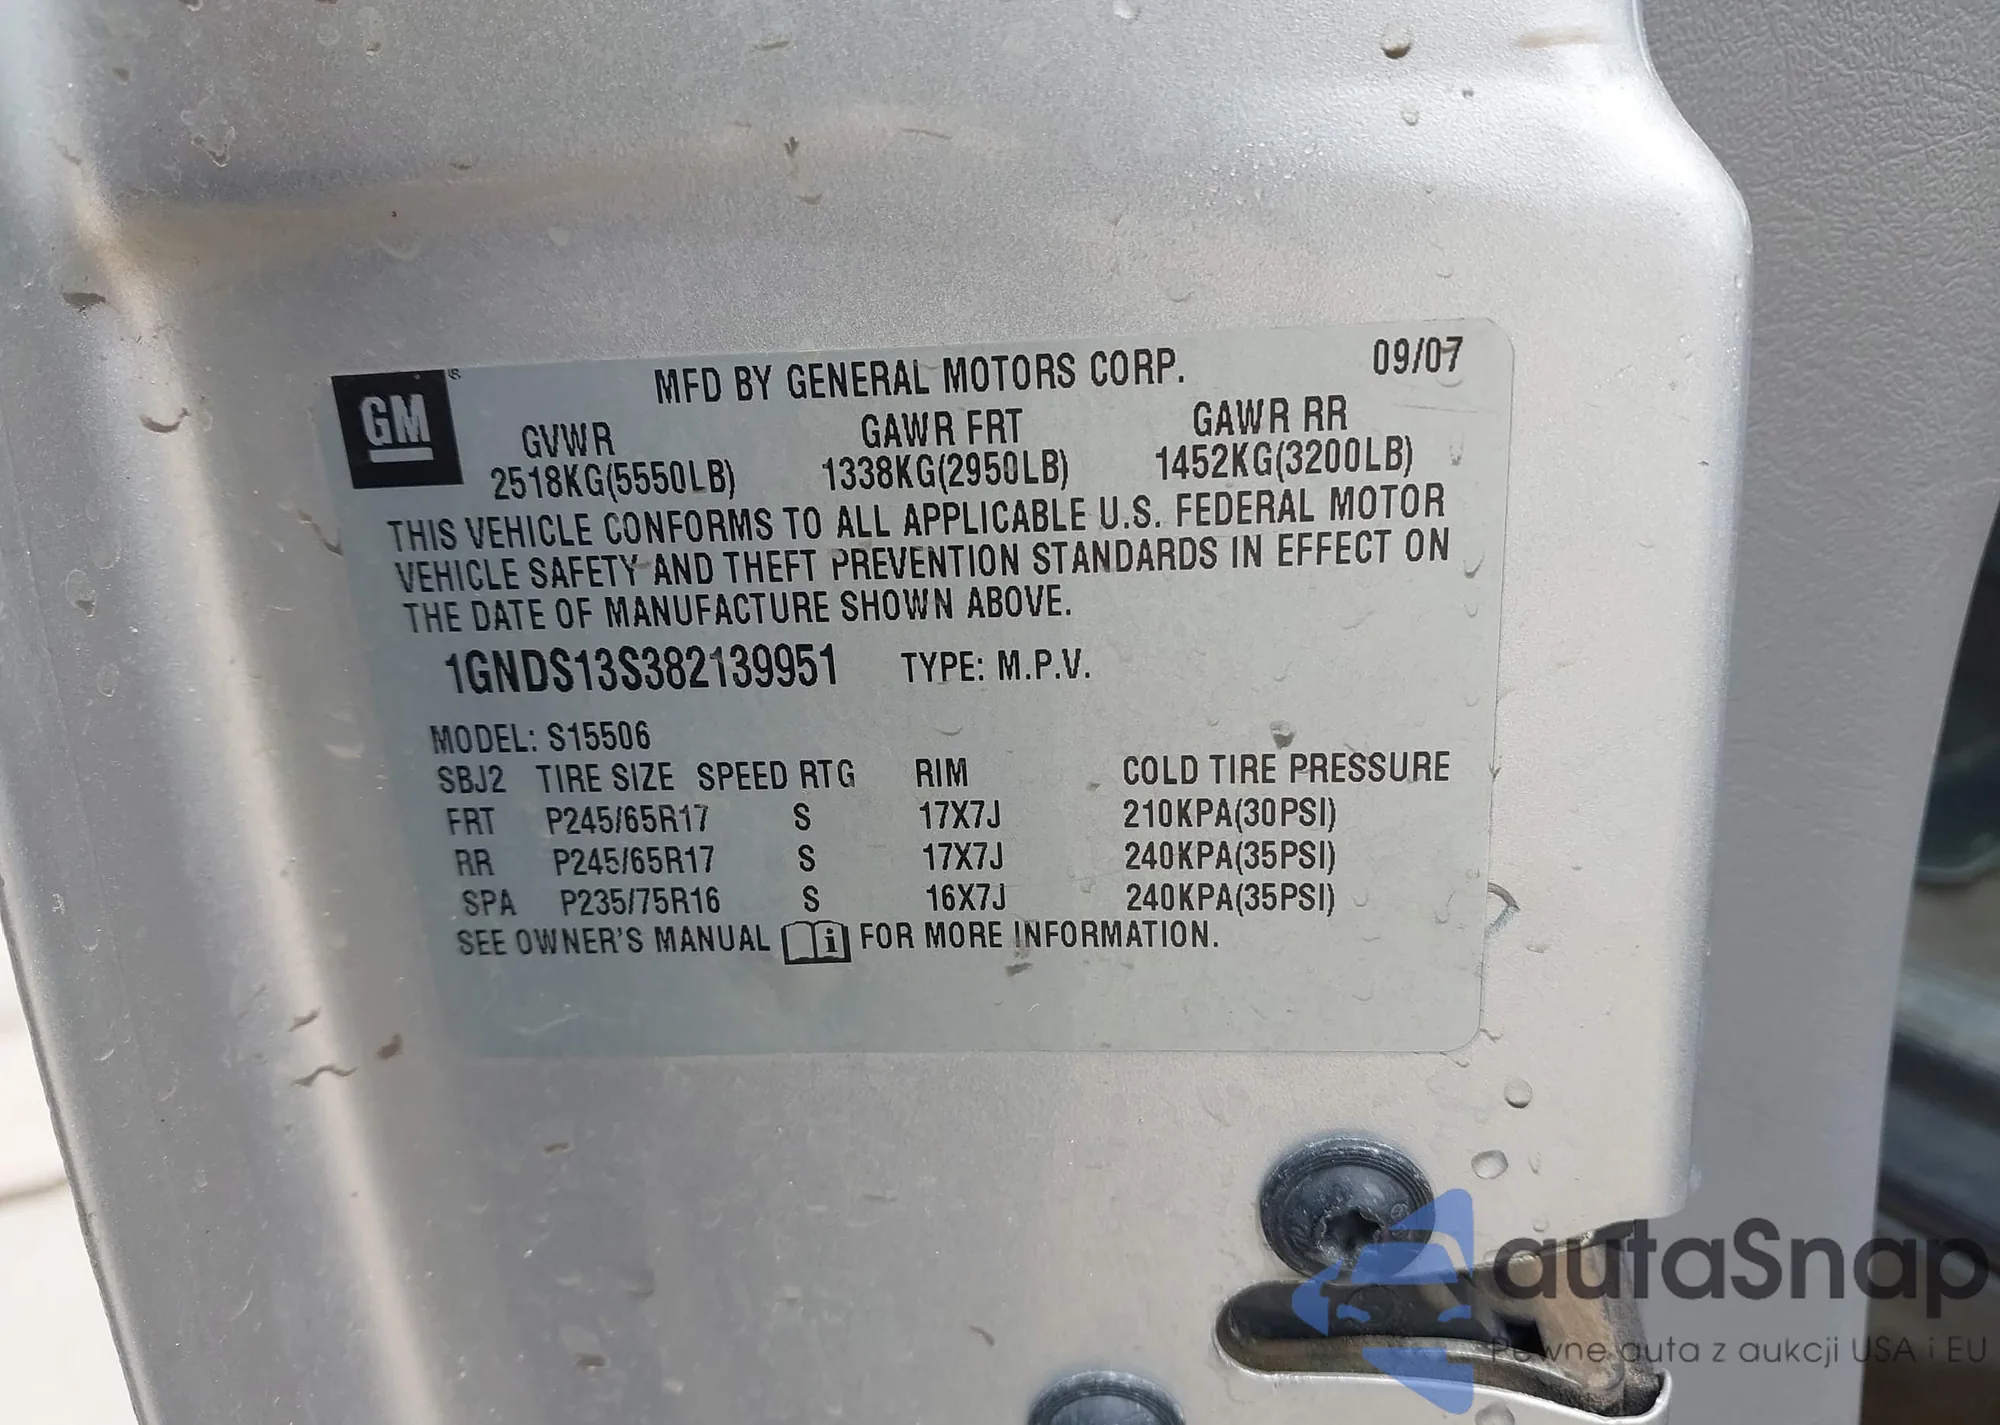 GM ®
MFD BY GENERAL MOTORS CORP. 09/07
GVWR GAWR FRT GAWR RR
2518KG(5550LB) 1338KG(2950LB) 1452KG(3200LB)
THIS VEHICLE CONFORMS TO ALL APPLICABLE U.S. FEDERAL MOTOR
VEHICLE SAFETY AND THEFT PREVENTION STANDARDS IN EFFECT ON
THE DATE OF MANUFACTURE SHOWN ABOVE.
1GNDS13S382139951 TYPE: M.P.V.
MODEL: S15506
SBJ2 TIRE SIZE SPEED RTG RIM COLD TIRE PRESSURE
FRT P245/65R17 S 17X7J 210KPA(30PSI)
RR P245/65R17 S 17X7J 240KPA(35PSI)
SPA P235/75R16 S 16X7J 240KPA(35PSI)
SEE OWNER'S MANUAL i FOR MORE INFORMATION.
autaSnap
Pewne auta z aukcji USA i EU